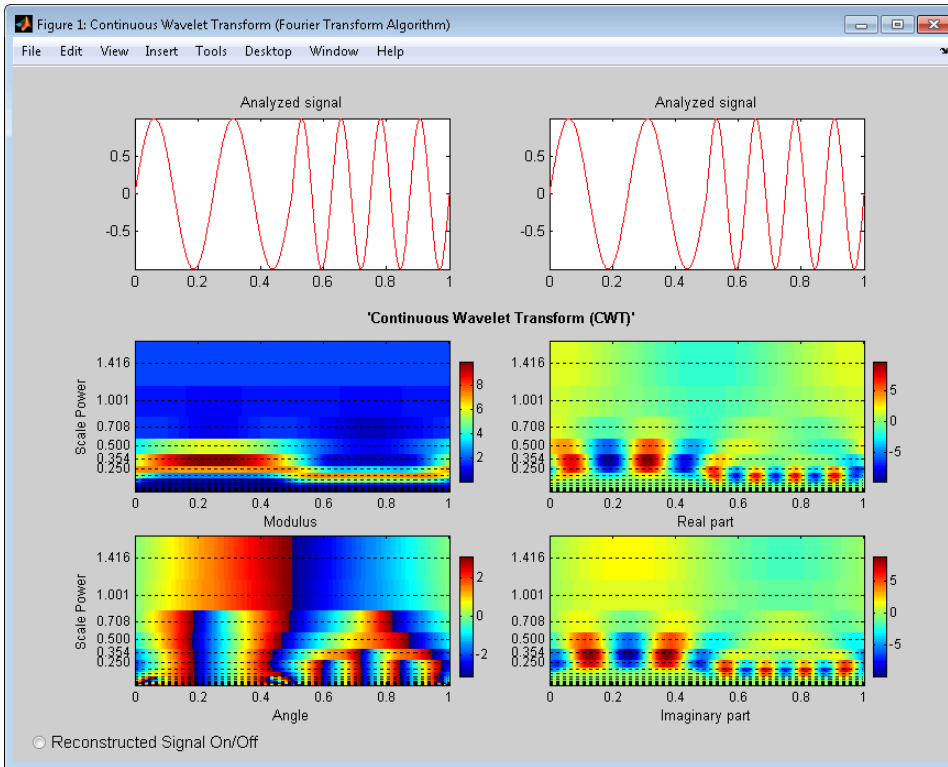 Figure 1: Continuous Wavelet Transform (Fourier Transform Algorithm)
File Edit View Insert Tools Desktop Window Help
Analyzed signal
0.5
0
-0.5
0 0.2 0.4 0.6 0.8 1
Analyzed signal
0.5
0
-0.5
0 0.2 0.4 0.6 0.8 1
'Continuous Wavelet Transform (CWT)'
Scale Power
1.416
1.001
0.708
0.500
0.354
0.250
0 0.2 0.4 0.6 0.8 1
Modulus
8
6
4
2
1.416
1.001
0.708
0.500
0.354
0.250
0 0.2 0.4 0.6 0.8 1
Real part
5
0
-5
Scale Power
1.416
1.001
0.708
0.500
0.354
0.250
0 0.2 0.4 0.6 0.8 1
Angle
2
0
-2
1.416
1.001
0.708
0.500
0.354
0.250
0 0.2 0.4 0.6 0.8 1
Imaginary part
5
0
-5
Reconstructed Signal On/Off